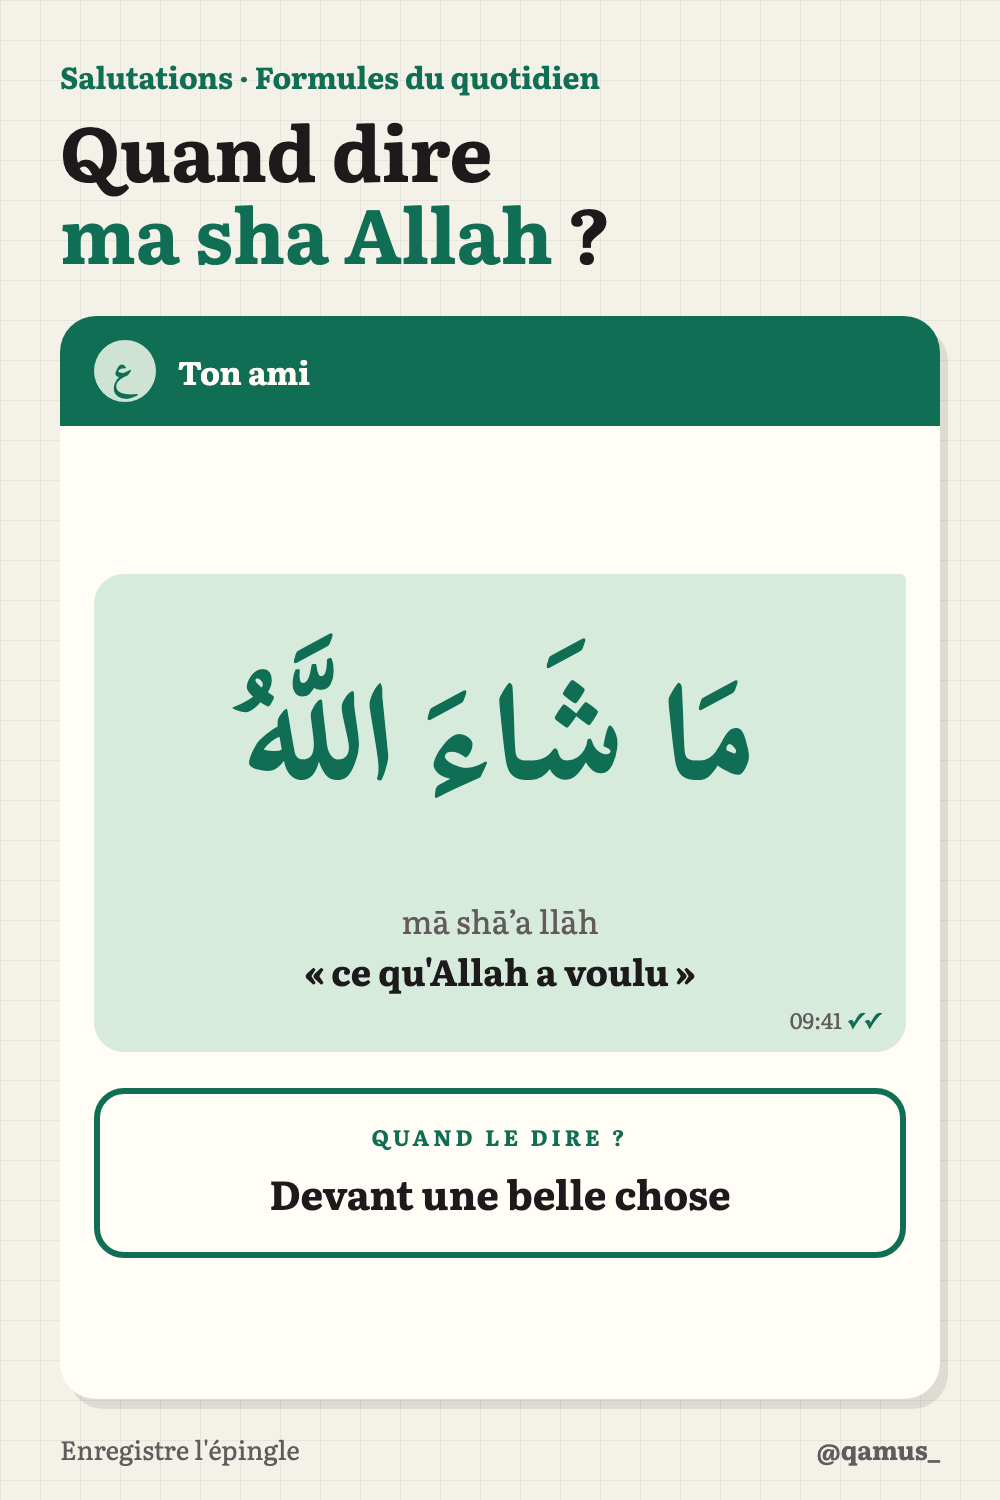 Salutations · Formules du quotidien
Quand dire
ma sha Allah ?
ع
Ton ami
مَا شَاءَ اللَّهُ
mā shā’a llāh
« ce qu'Allah a voulu »
09:41 ✓✓
QUAND LE DIRE ?
Devant une belle chose
Enregistre l'épingle
@qamus_